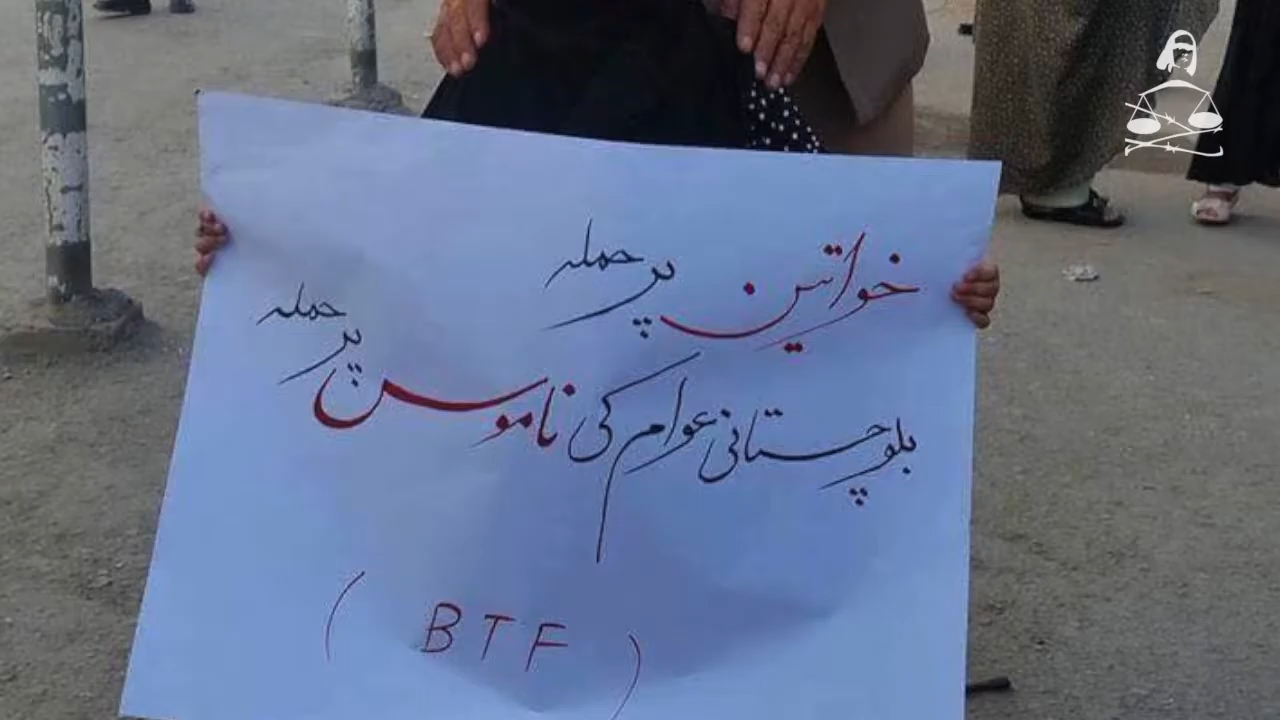 خواتین پر حملہ
بلوچستانی عوام کی ناموس پر حملہ
( BTF )